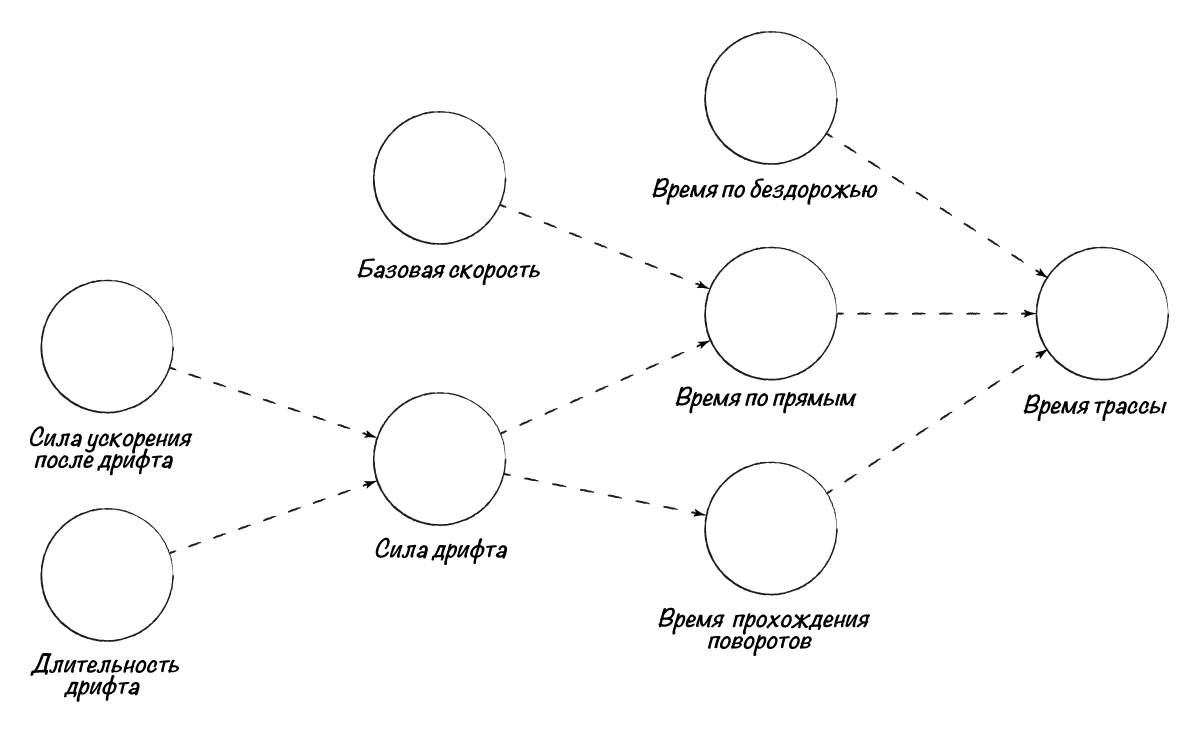 Время по бездорожью
Базовая скорость
Время по прямым
Время трассы
Сила ускорения
после дрифта
Сила дрифта
Время прохождения
поворотов
Длительность
дрифта